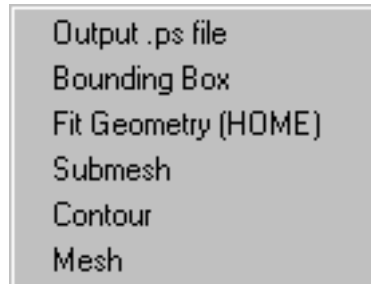 Output .ps file
Bounding Box
Fit Geometry (HOME)
Submesh
Contour
Mesh